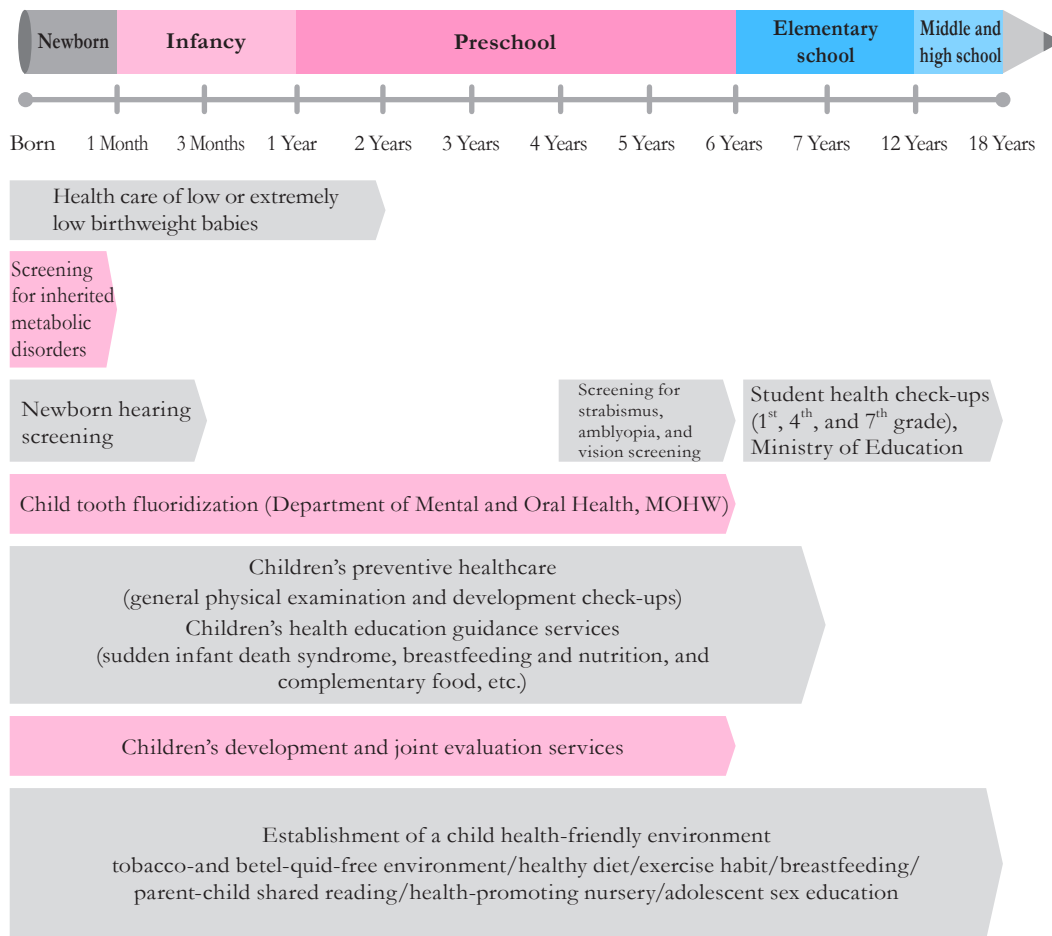 Newborn
Infancy
Preschool
Elementary
school
Middle and
high school
Born
1 Month
3 Months
1 Year
2 Years
3 Years
4 Years
5 Years
6 Years
7 Years
12 Years
18 Years
Health care of low or extremely
low birthweight babies
Screening
for inherited
metabolic
disorders
Newborn hearing
screening
Screening for
strabismus,
amblyopia, and
vision screening
Student health check-ups
(1st, 4th, and 7th grade),
Ministry of Education
Child tooth fluoridization (Department of Mental and Oral Health, MOHW)
Children’s preventive healthcare
(general physical examination and development check-ups)
Children’s health education guidance services
(sudden infant death syndrome, breastfeeding and nutrition, and
complementary food, etc.)
Children’s development and joint evaluation services
Establishment of a child health-friendly environment
tobacco-and betel-quid-free environment/healthy diet/exercise habit/breastfeeding/
parent-child shared reading/health-promoting nursery/adolescent sex education